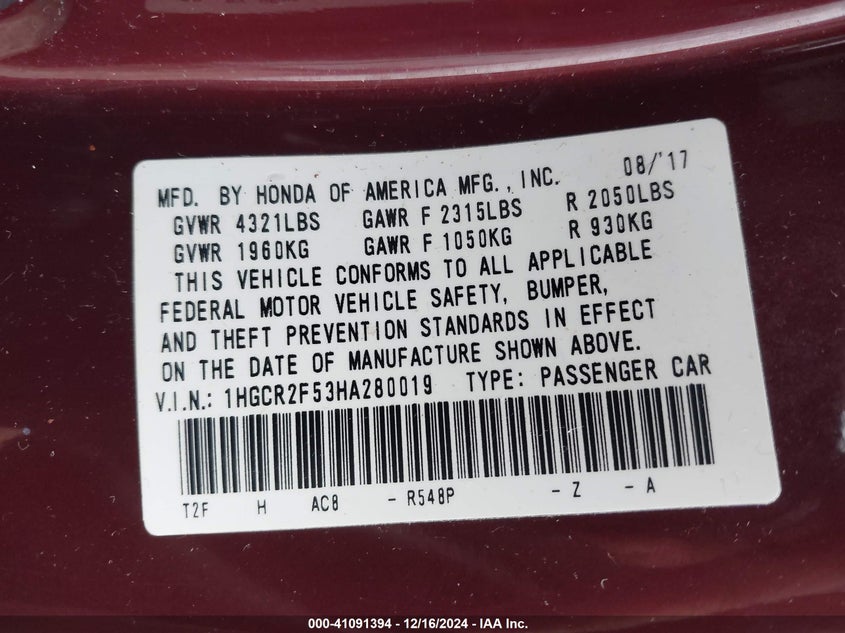 MFD. BY HONDA OF AMERICA MFG., INC. 08/'17
GVWR 4321LBS GAWR F 2315LBS R 2050LBS
GVWR 1960KG GAWR F 1050KG R 930KG
THIS VEHICLE CONFORMS TO ALL APPLICABLE
FEDERAL MOTOR VEHICLE SAFETY, BUMPER,
AND THEFT PREVENTION STANDARDS IN EFFECT
ON THE DATE OF MANUFACTURE SHOWN ABOVE.
V.I.N.: 1HGCR2F53HA280019 TYPE: PASSENGER CAR
T2F H AC8 - R548P - Z - A
000-41091394 - 12/16/2024 - IAA Inc.